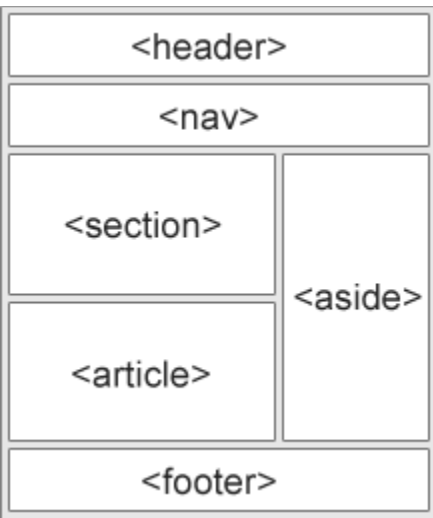 <header>
<nav>
<section>
<aside>
<article>
<footer>